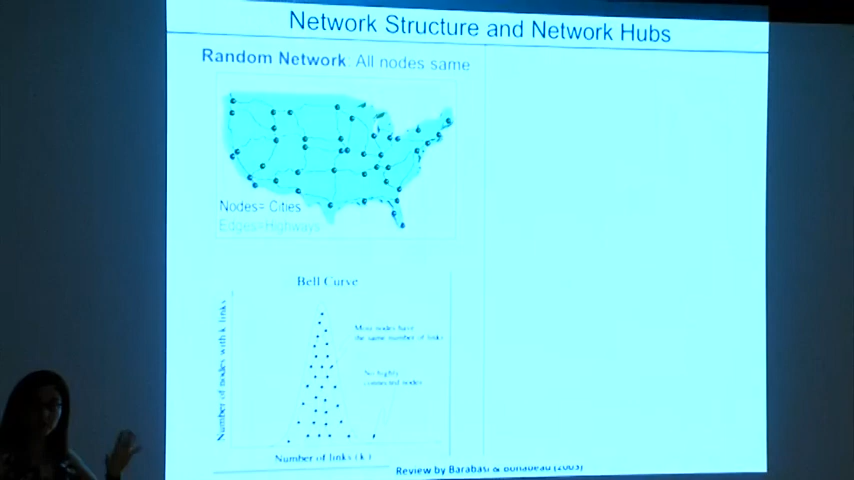 Network Structure and Network Hubs
Random Network: All nodes same
Nodes= Cities
Edges=Highways
Bell Curve
Number of nodes with k links
Most nodes have
the same number of links
No highly
connected nodes
Number of links (k)
Review by Barabasi & Bonabeau (2003)